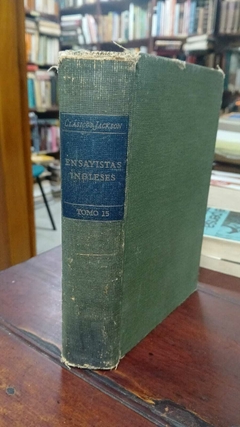 CLÁSICOS JACKSON
ENSAYISTAS
INGLESES
TOMO 15